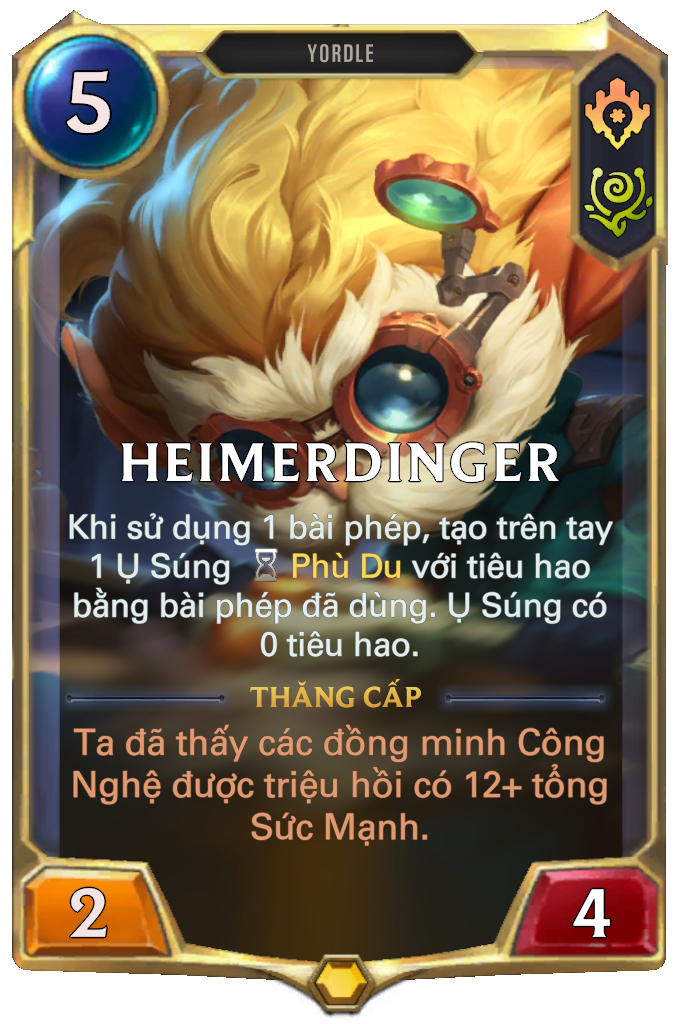 5
YORDLE
HEIMERDINGER
Khi sử dụng 1 bài phép, tạo trên tay
1 Ụ Súng Phù Du với tiêu hao
bằng bài phép đã dùng. Ụ Súng có
0 tiêu hao.
THĂNG CẤP
Ta đã thấy các đồng minh Công
Nghệ được triệu hồi có 12+ tổng
Sức Mạnh.
2
4